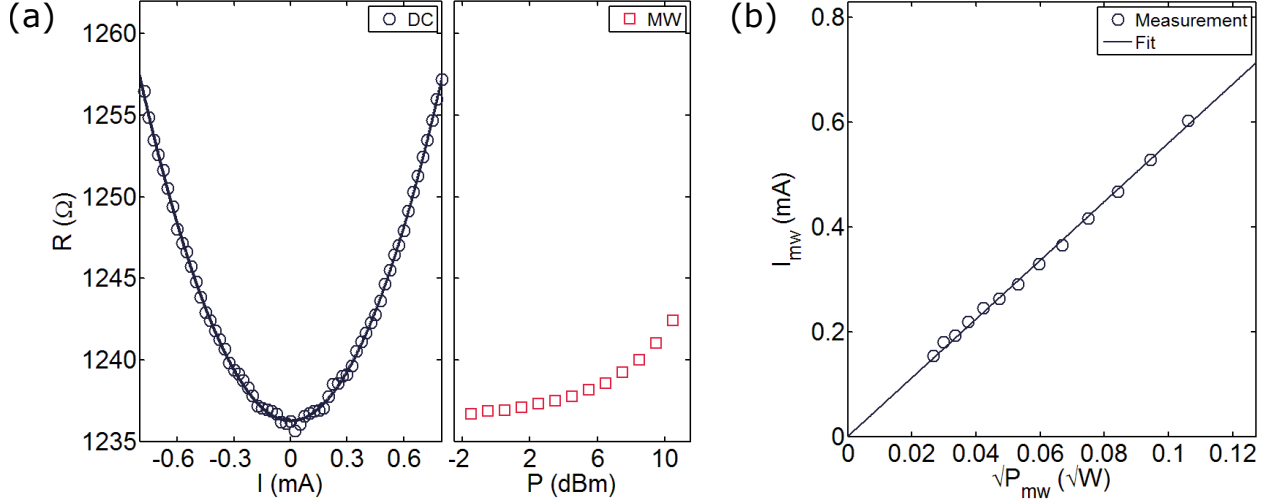 (a)
DC
MW
1260
1255
1250
1245
1240
1235
R (Ω)
-0.6 -0.3 0 0.3 0.6
I (mA)
-2 2 6 10
P (dBm)
(b)
Measurement
Fit
0.8
0.6
0.4
0.2
0
I_mw (mA)
0 0.02 0.04 0.06 0.08 0.1 0.12
√P_mw (√W)